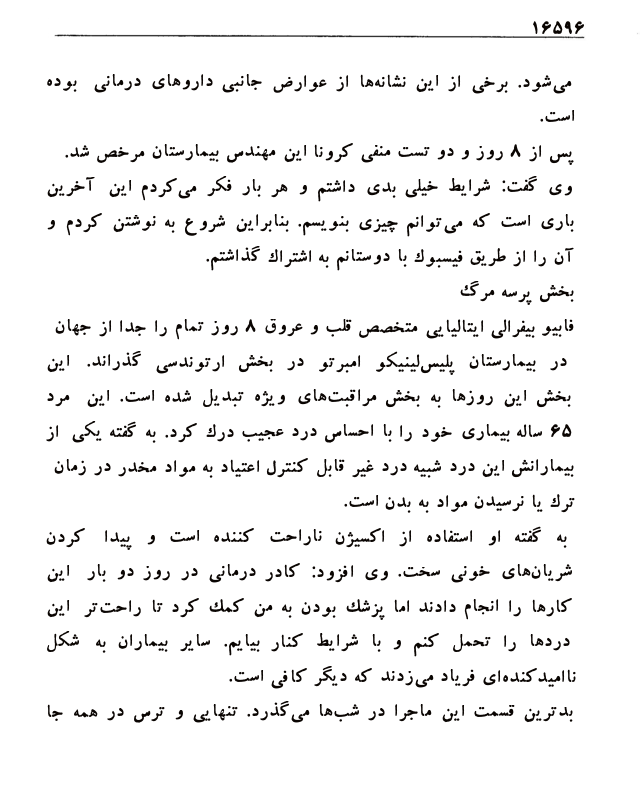 ۱۶۵۹۶
می‌شود. برخی از این نشانه‌ها از عوارض جانبی داروهای درمانی بوده
است.
پس از ۸ روز و دو تست منفی کرونا این مهندس بیمارستان مرخص شد.
وی گفت: شرایط خیلی بدی داشتم و هر بار فکر می‌کردم این آخرین
باری است که می‌توانم چیزی بنویسم. بنابراین شروع به نوشتن کردم و
آن را از طریق فیسبوك با دوستانم به اشتراك گذاشتم.
بخش پرسه مرگ
فابیو بیفرالی ایتالیایی متخصص قلب و عروق ۸ روز تمام را جدا از جهان
در بیمارستان پلیس‌لینیکو امبرتو در بخش ارتوندسی گذراند. این
بخش این روزها به بخش مراقبت‌های ویژه تبدیل شده است. این مرد
۶۵ ساله بیماری خود را با احساس درد عجیب درك کرد. به گفته یکی از
بیمارانش این درد شبیه درد غیر قابل کنترل اعتیاد به مواد مخدر در زمان
ترك یا نرسیدن مواد به بدن است.
به گفته او استفاده از اکسیژن ناراحت کننده است و پیدا کردن
شریان‌های خونی سخت. وی افزود: کادر درمانی در روز دو بار این
کارها را انجام دادند اما پزشك بودن به من کمك کرد تا راحت‌تر این
دردها را تحمل کنم و با شرایط کنار بیایم. سایر بیماران به شکل
ناامیدکننده‌ای فریاد می‌زدند که دیگر کافی است.
بدترین قسمت این ماجرا در شب‌ها می‌گذرد. تنهایی و ترس در همه جا